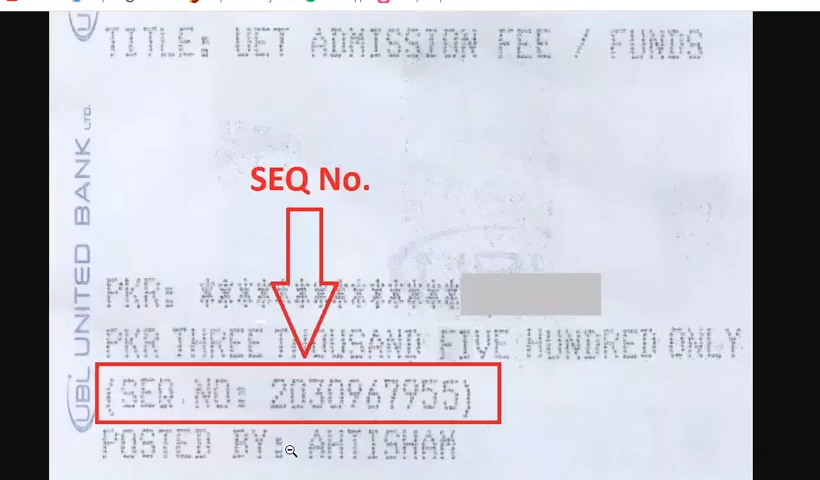 TITLE: UET ADMISSION FEE / FUNDS
UBL UNITED BANK LTD.
SEQ No.
PKR: *****************
PKR THREE THOUSAND FIVE HUNDRED ONLY
(SEQ NO: 2030967955)
POSTED BY: AHTISHAM